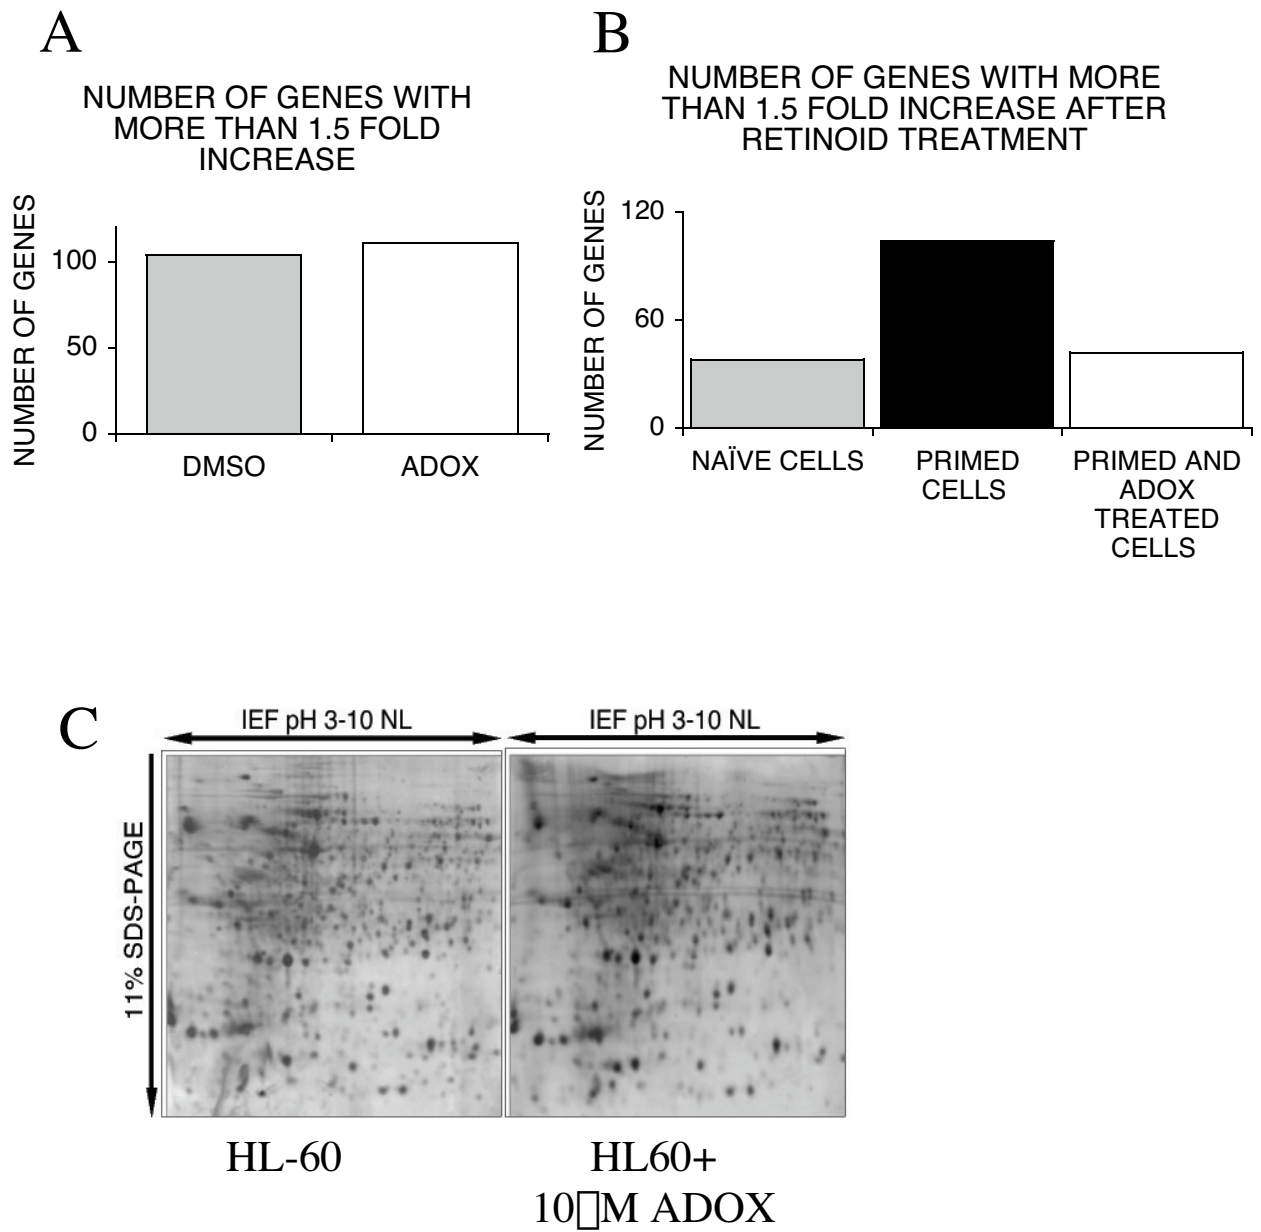 A
NUMBER OF GENES WITH
MORE THAN 1.5 FOLD
INCREASE
NUMBER OF GENES
100
50
0
DMSO
ADOX
B
NUMBER OF GENES WITH MORE
THAN 1.5 FOLD INCREASE AFTER
RETINOID TREATMENT
NUMBER OF GENES
120
60
0
NAÏVE CELLS
PRIMED
CELLS
PRIMED AND
ADOX
TREATED
CELLS
C
IEF pH 3-10 NL
IEF pH 3-10 NL
11% SDS-PAGE
HL-60
HL60+
10□M ADOX